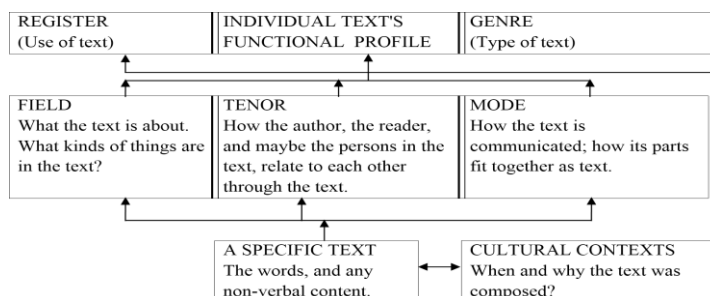 REGISTER
(Use of text)
INDIVIDUAL TEXT'S
FUNCTIONAL PROFILE
GENRE
(Type of text)
FIELD
What the text is about.
What kinds of things are
in the text?
TENOR
How the author, the reader,
and maybe the persons in the
text, relate to each other
through the text.
MODE
How the text is
communicated; how its parts
fit together as text.
A SPECIFIC TEXT
The words, and any
non-verbal content.
CULTURAL CONTEXTS
When and why the text was
composed?